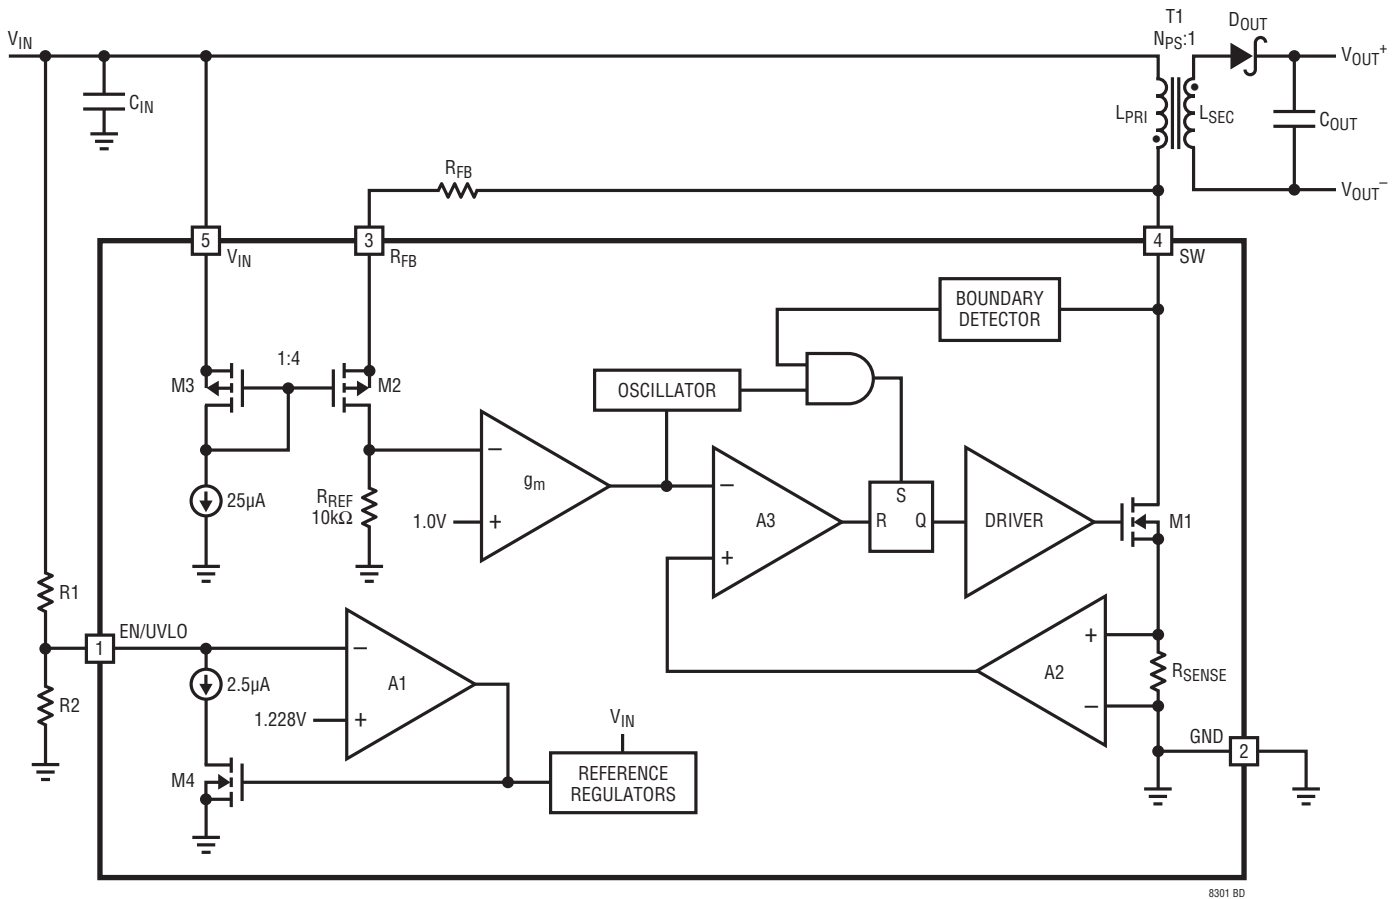 T1
N_PS:1
D_OUT
V_IN
V_OUT+
C_IN
L_PRI
L_SEC
C_OUT
R_FB
V_OUT–
5
V_IN
3
R_FB
4
SW
BOUNDARY
DETECTOR
1:4
M3
M2
OSCILLATOR
–
g_m
+
1.0V
25µA
R_REF
10kΩ
–
A3
+
S
R
Q
DRIVER
M1
R1
EN/UVLO
1
–
A1
+
2.5µA
1.228V
R2
+
A2
–
R_SENSE
V_IN
GND
2
M4
REFERENCE
REGULATORS
8301 BD